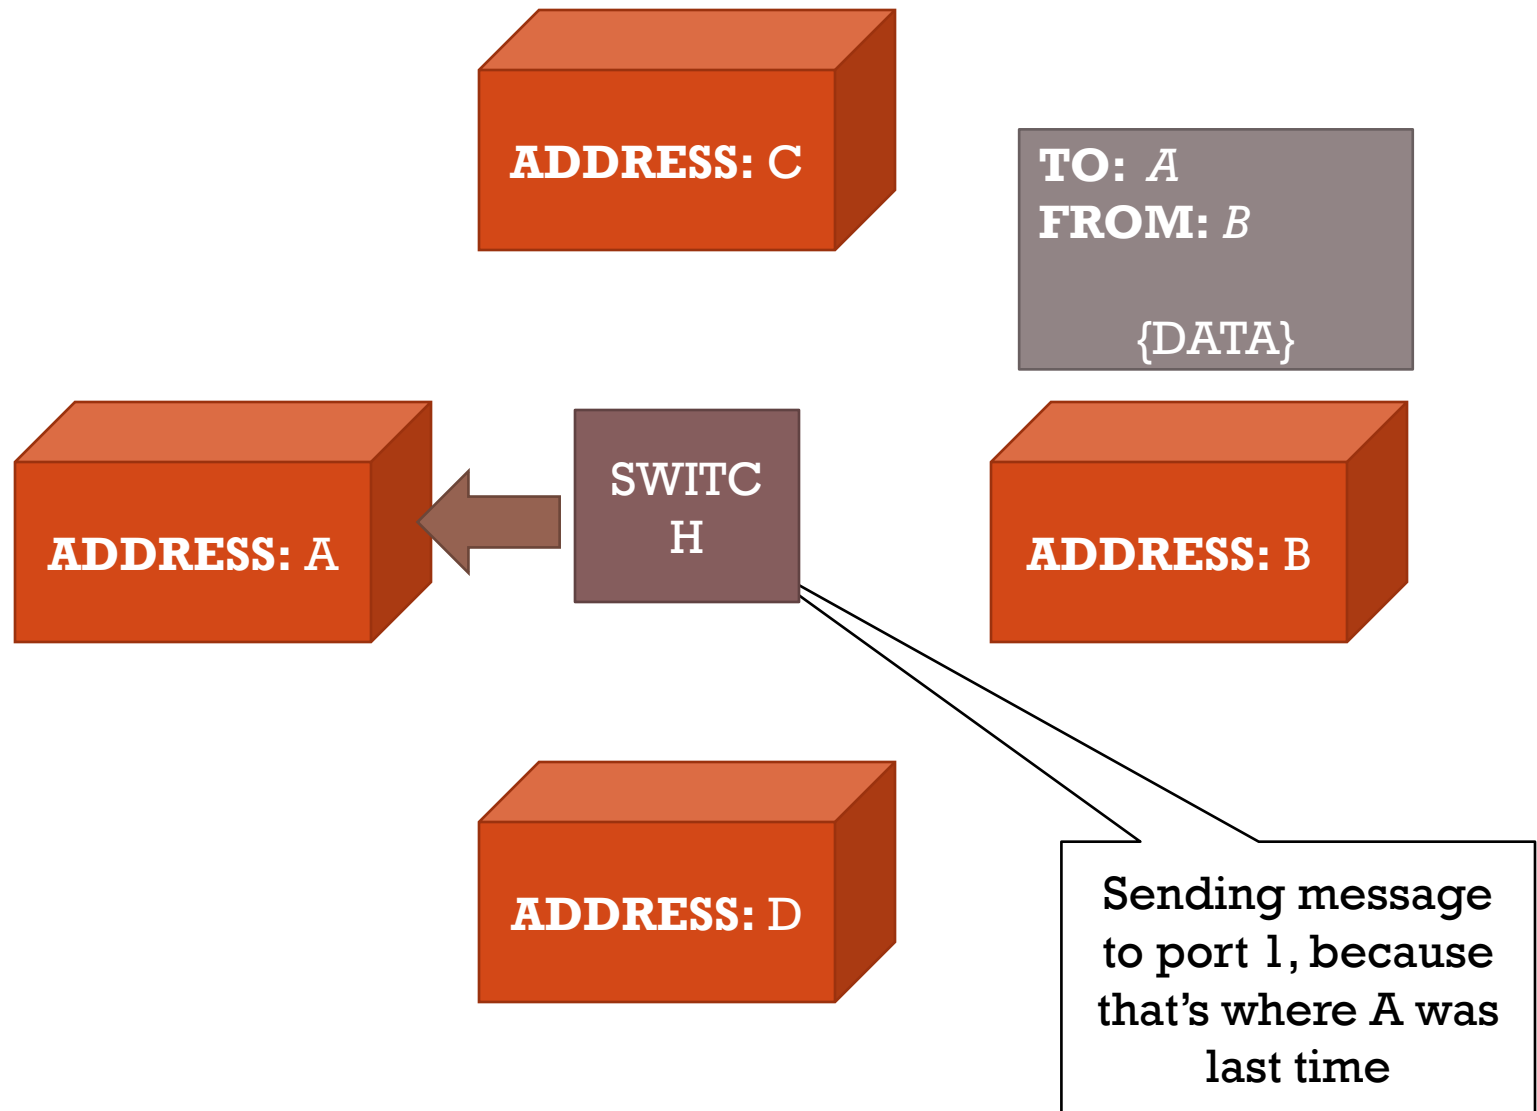 ADDRESS: C
TO: A
FROM: B
{DATA}
ADDRESS: A
SWITC
H
ADDRESS: B
ADDRESS: D
Sending message
to port 1, because
that’s where A was
last time